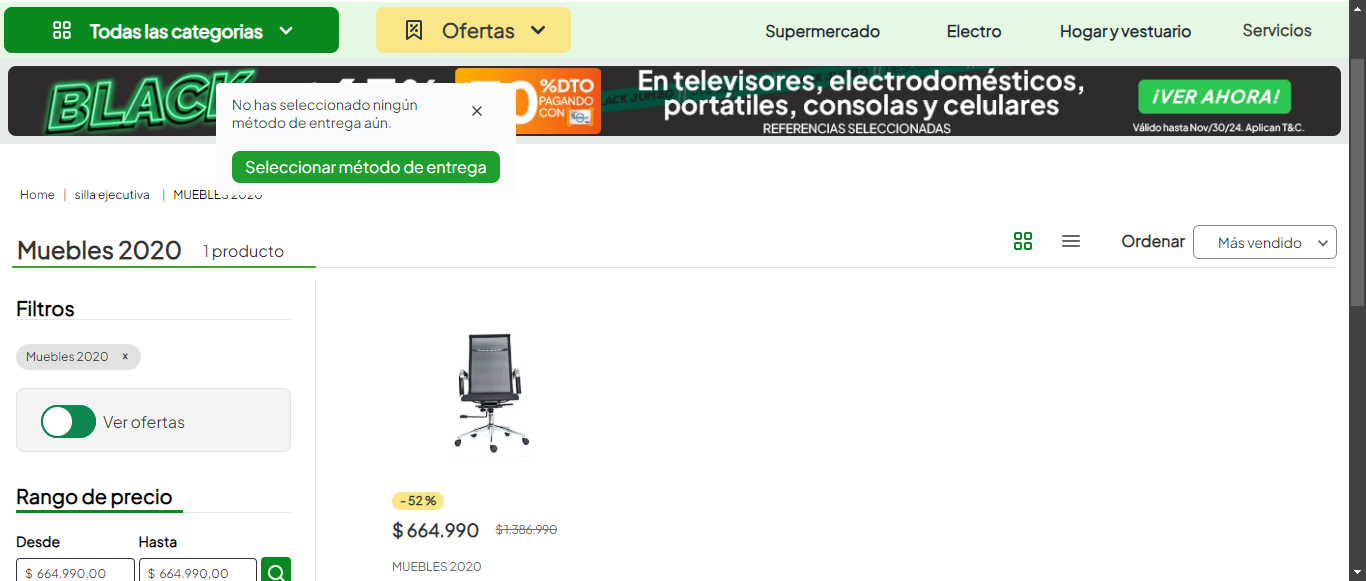 Todas las categorias
Ofertas
Supermercado
Electro
Hogar y vestuario
Servicios
BLACK
%DTO
PAGANDO
CON
En televisores, electrodomésticos,
portátiles, consolas y celulares
REFERENCIAS SELECCIONADAS
¡VER AHORA!
Válido hasta Nov/30/24. Aplican T&C.
No has seleccionado ningún
método de entrega aún.
×
Seleccionar método de entrega
Home | silla ejecutiva | MUEBLES 2020
Muebles 2020 1 producto
Ordenar
Más vendido
Filtros
Muebles 2020 x
Ver ofertas
Rango de precio
Desde Hasta
$ 664.990,00 $ 664.990,00
- 52 %
$ 664.990 $ 1.386.990
MUEBLES 2020